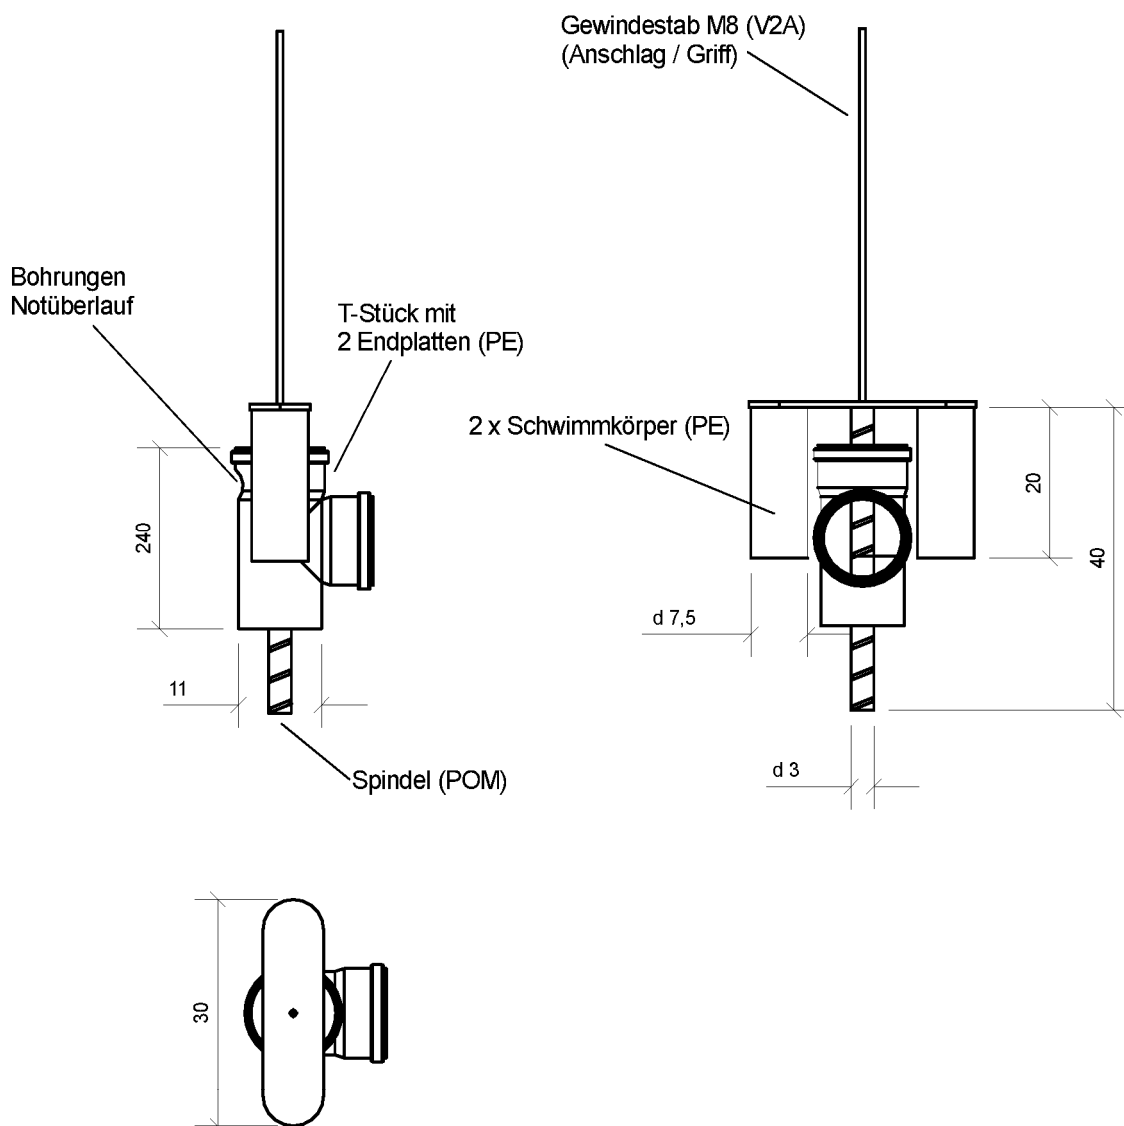 Gewindestab M8 (V2A)
(Anschlag / Griff)
Bohrungen
Notüberlauf
T-Stück mit
2 Endplatten (PE)
2 x Schwimmkörper (PE)
240
11
Spindel (POM)
20
40
d 7,5
d 3
30